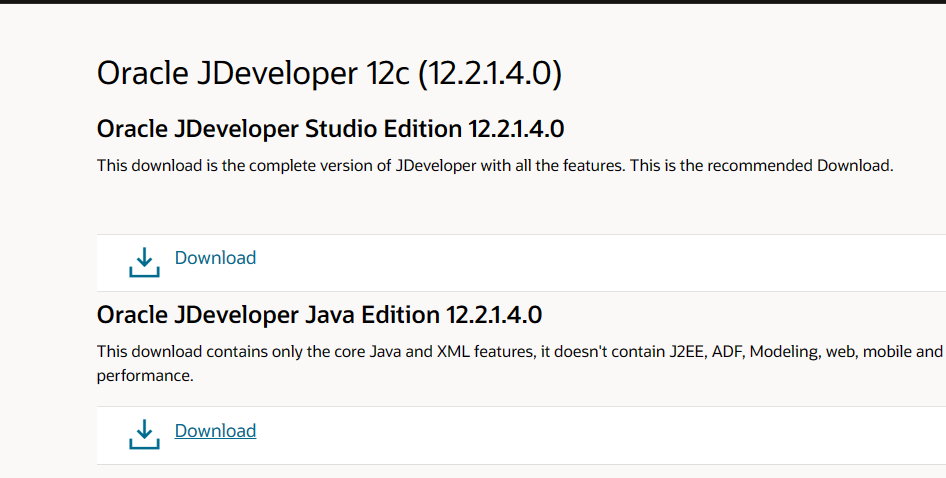 Oracle JDeveloper 12c (12.2.1.4.0)
Oracle JDeveloper Studio Edition 12.2.1.4.0
This download is the complete version of JDeveloper with all the features. This is the recommended Download.
Download
Oracle JDeveloper Java Edition 12.2.1.4.0
This download contains only the core Java and XML features, it doesn't contain J2EE, ADF, Modeling, web, mobile and
performance.
Download